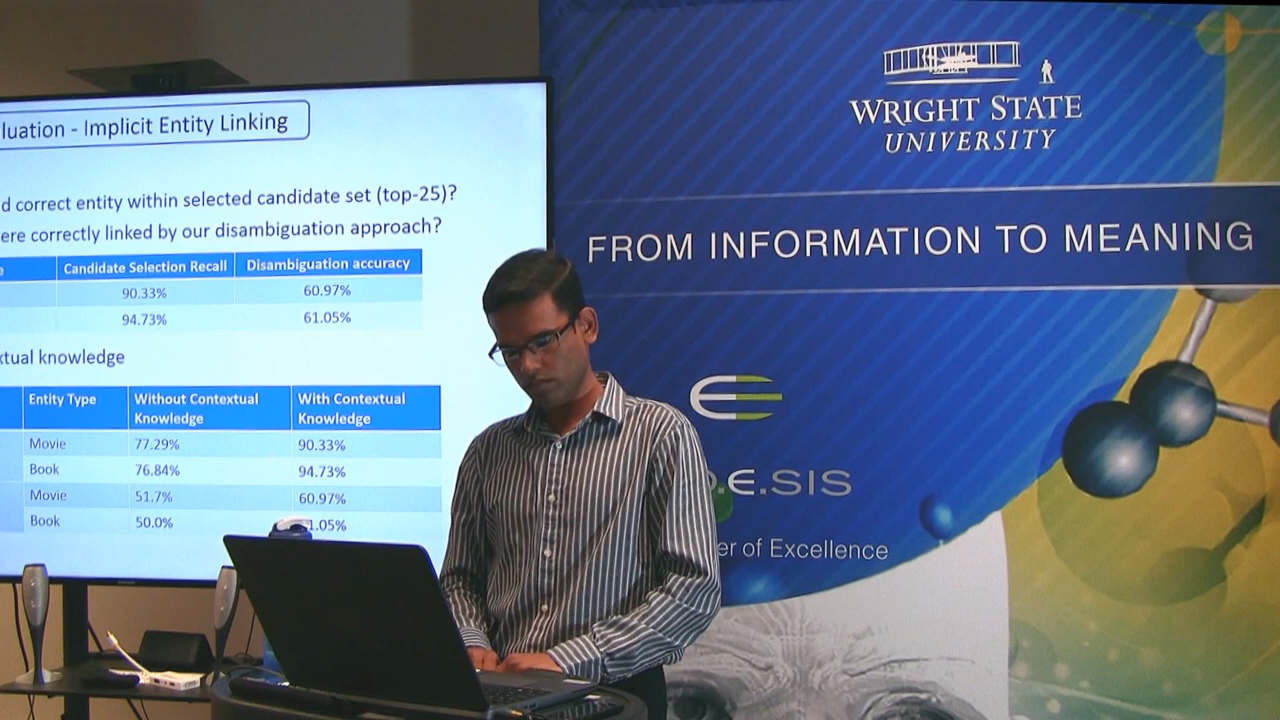 luation - Implicit Entity Linking
d correct entity within selected candidate set (top-25)?
ere correctly linked by our disambiguation approach?
e Candidate Selection Recall Disambiguation accuracy
90.33% 60.97%
94.73% 61.05%
xtual knowledge
Entity Type Without Contextual Knowledge With Contextual Knowledge
Movie 77.29% 90.33%
Book 76.84% 94.73%
Movie 51.7% 60.97%
Book 50.0% 1.05%
WRIGHT STATE
UNIVERSITY
FROM INFORMATION TO MEANING
.E.SIS
er of Excellence